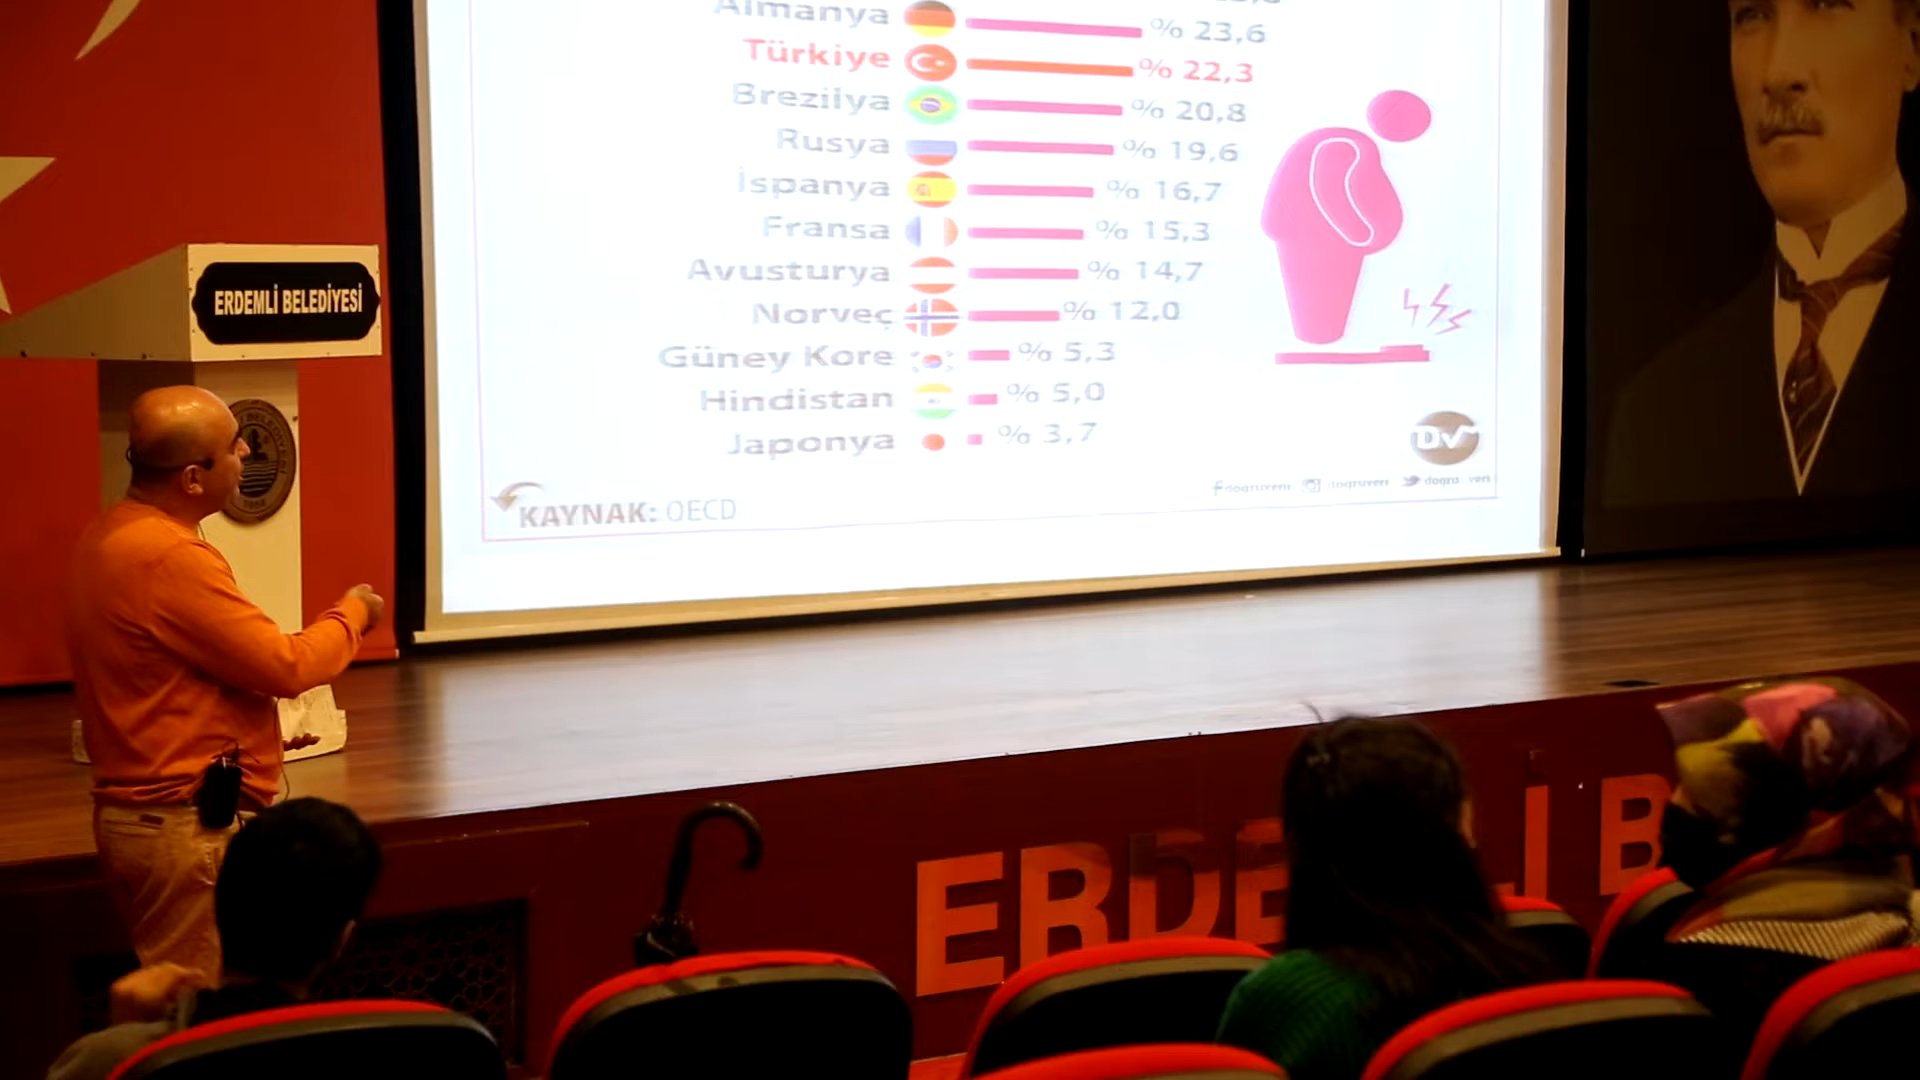 Almanya % 23,6
Türkiye % 22,3
Brezilya % 20,8
Rusya % 19,6
İspanya % 16,7
Fransa % 15,3
Avusturya % 14,7
Norveç % 12,0
Güney Kore % 5,3
Hindistan % 5,0
Japonya % 3,7
DV
KAYNAK: OECD
ERDEMLİ BELEDİYESİ
ERDE
B